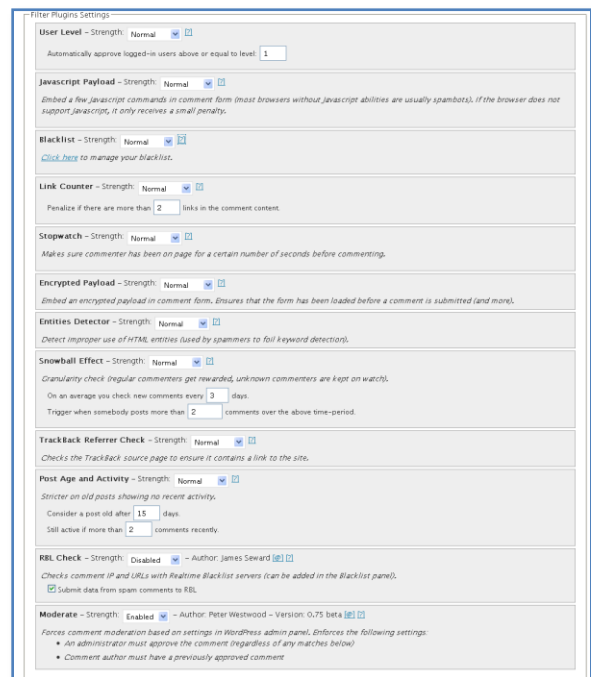 Filter Plugins Settings
User Level – Strength: Normal [?]
Automatically approve logged-in users above or equal to level: 1
Javascript Payload – Strength: Normal [?]
Embed a few Javascript commands in comment form (most browsers without Javascript abilities are usually spambots). If the browser does not
support Javascript, it only receives a small penalty.
Blacklist – Strength: Normal [?]
Click here to manage your blacklist.
Link Counter – Strength: Normal [?]
Penalize if there are more than 2 links in the comment content.
Stopwatch – Strength: Normal [?]
Makes sure commenter has been on page for a certain number of seconds before commenting.
Encrypted Payload – Strength: Normal [?]
Embed an encrypted payload in comment form. Ensures that the form has been loaded before a comment is submitted (and more).
Entities Detector – Strength: Normal [?]
Detect improper use of HTML entities (used by spammers to foil keyword detection).
Snowball Effect – Strength: Normal [?]
Granularity check (regular commenters get rewarded, unknown commenters are kept on watch).
On an average you check new comments every 3 days.
Trigger when somebody posts more than 2 comments over the above time-period.
TrackBack Referrer Check – Strength: Normal [?]
Checks the TrackBack source page to ensure it contains a link to the site.
Post Age and Activity – Strength: Normal [?]
Stricter on old posts showing no recent activity.
Consider a post old after 15 days.
Still active if more than 2 comments recently.
RBL Check – Strength: Disabled – Author: James Seward [@] [?]
Checks comment IP and URLs with Realtime Blacklist servers (can be added in the Blacklist panel).
Submit data from spam comments to RBL
Moderate – Strength: Enabled – Author: Peter Westwood – Version: 0.75 beta [@] [?]
Forces comment moderation based on settings in WordPress admin panel. Enforces the following settings:
• An administrator must approve the comment (regardless of any matches below)
• Comment author must have a previously approved comment